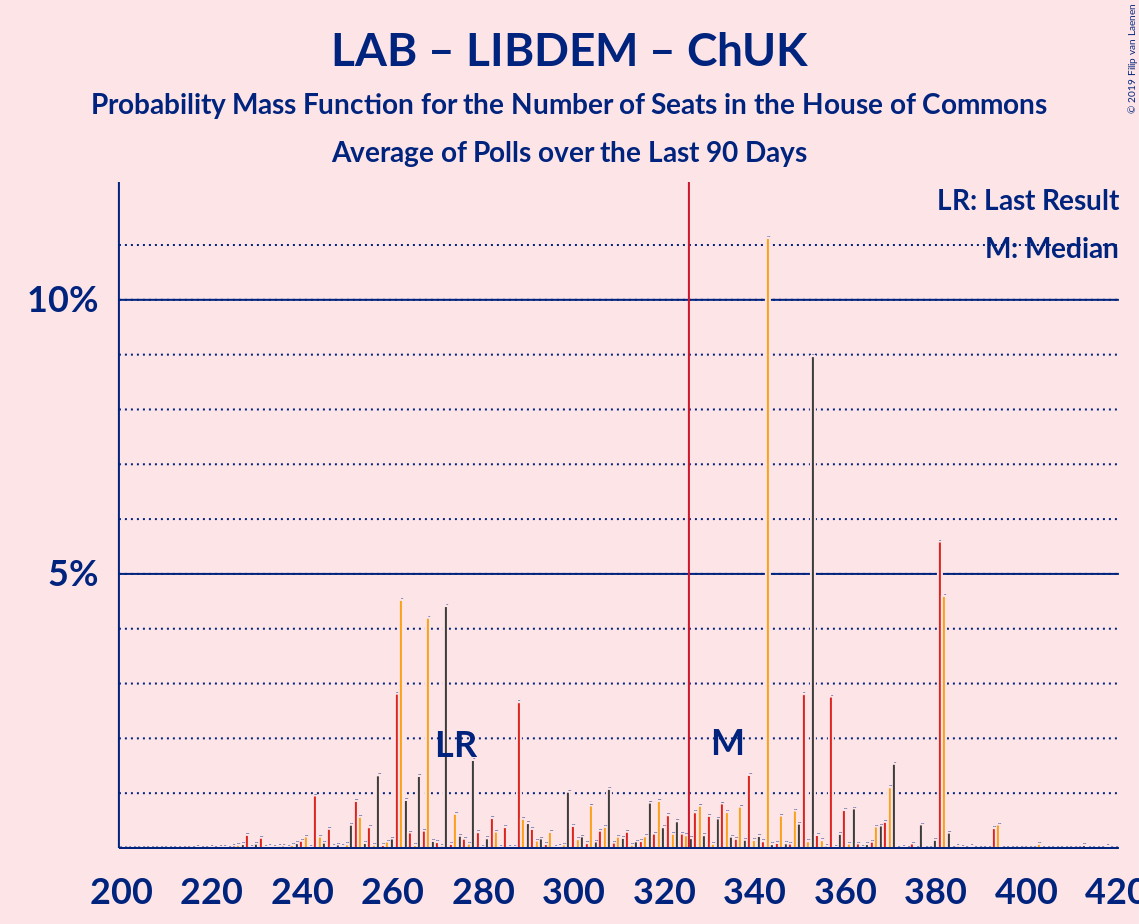 LAB – LIBDEM – ChUK
Probability Mass Function for the Number of Seats in the House of Commons
Average of Polls over the Last 90 Days
© 2019 Filip van Laenen
LR: Last Result
M: Median
10%
5%
LR
M
200 220 240 260 280 300 320 340 360 380 400 420